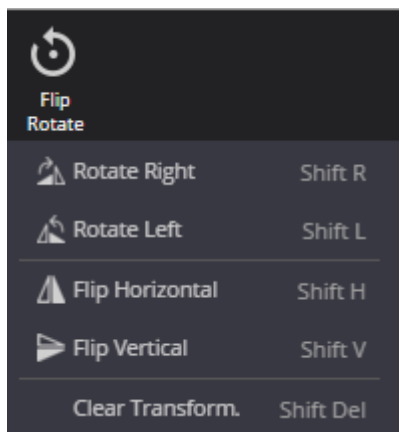 Flip
Rotate
Rotate Right Shift R
Rotate Left Shift L
Flip Horizontal Shift H
Flip Vertical Shift V
Clear Transform. Shift Del